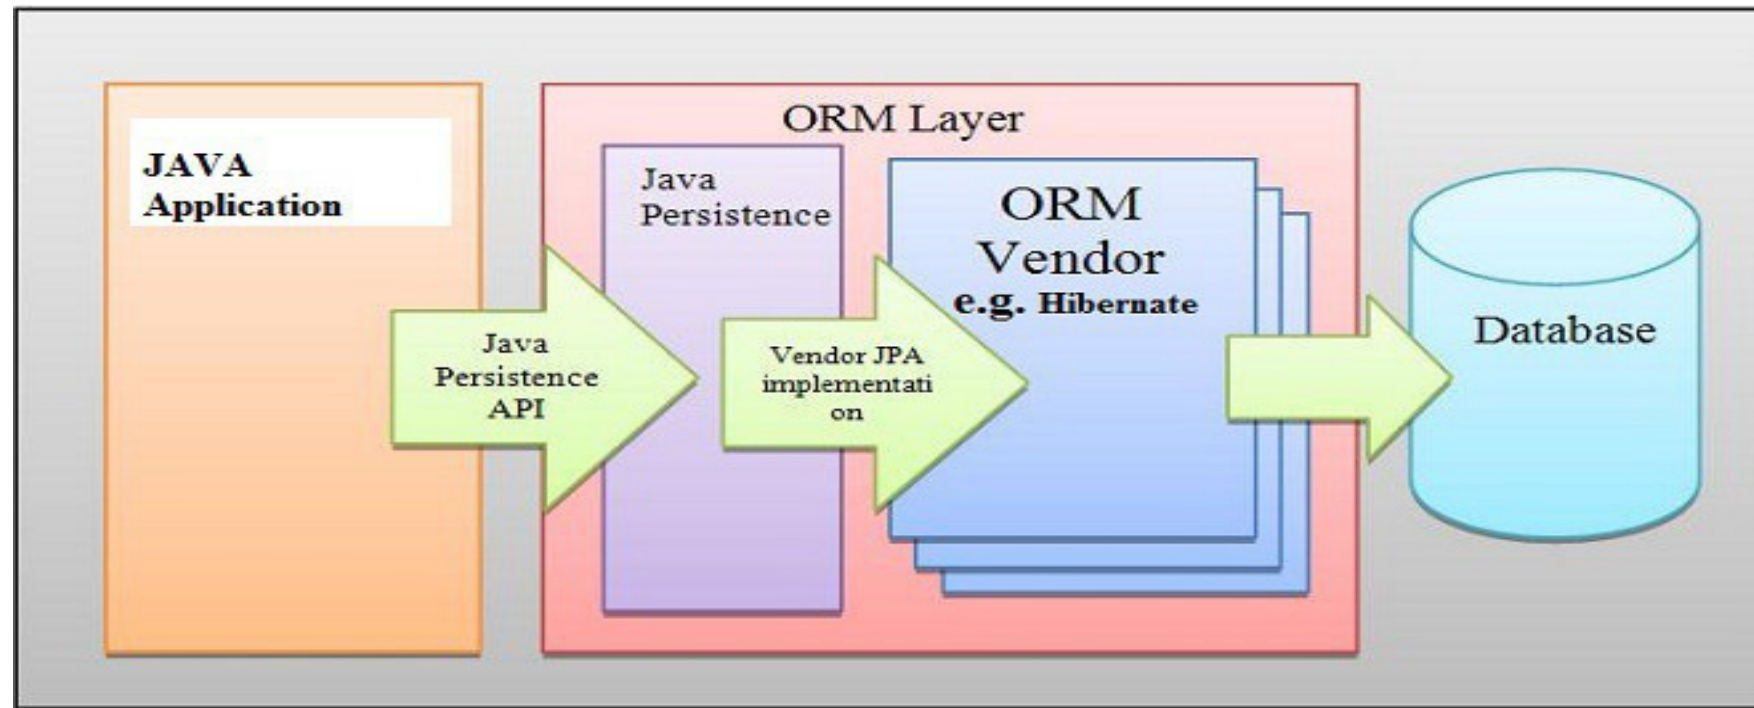 JAVA
Application
Java
Persistence
API
ORM Layer
Java
Persistence
Vendor JPA
implementati
on
ORM
Vendor
e.g. Hibernate
Database